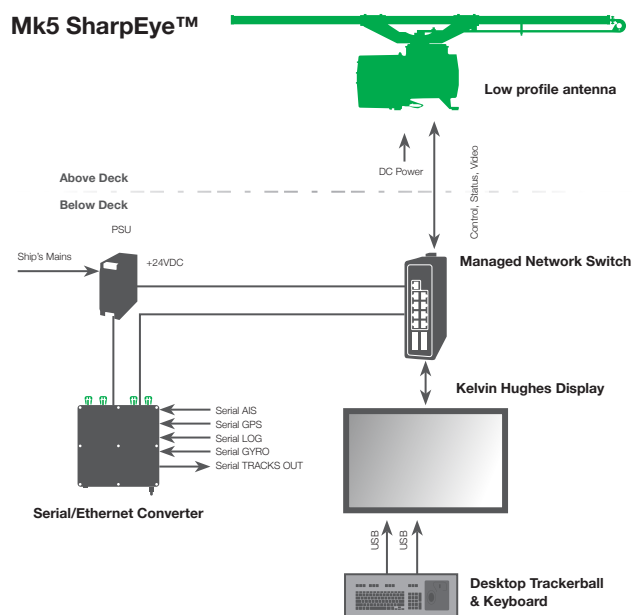 Mk5 SharpEye™
Low profile antenna
DC Power
Control, Status, Video
Above Deck
Below Deck
PSU
Ship's Mains
+24VDC
Managed Network Switch
Kelvin Hughes Display
Serial AIS
Serial GPS
Serial LOG
Serial GYRO
Serial TRACKS OUT
Serial/Ethernet Converter
USB
USB
Desktop Trackerball
& Keyboard